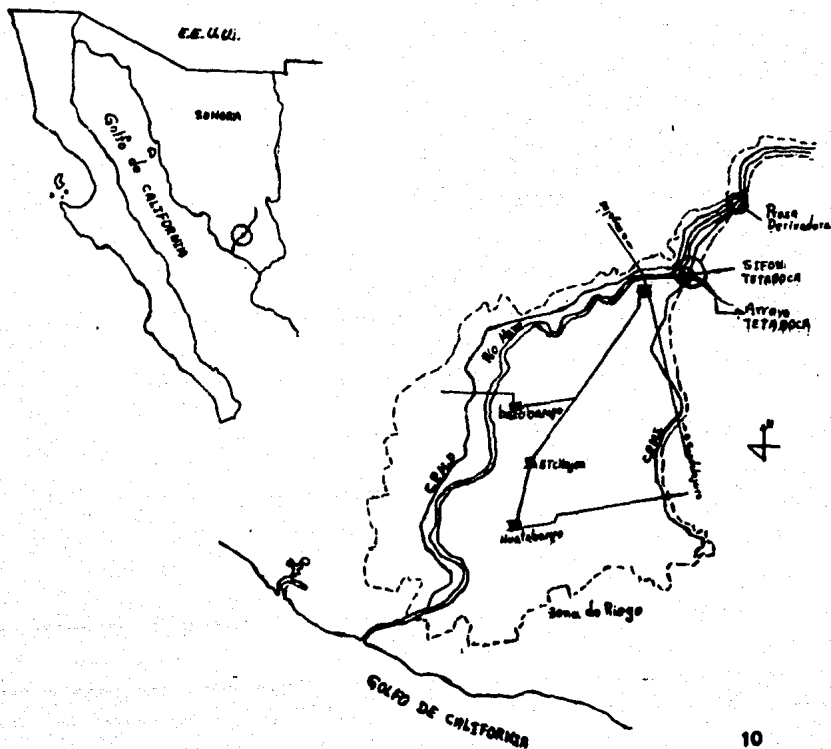 E.E.U.U.
SONORA
Golfo de CALIFORNIA
Presa
Derivadora
SIFON
TETABOCA
Arroyo
TETABOCA
Río Mayo
ETCHojoa
Huatabampo
N
Zona de Riego
GOLFO DE CALIFORNIA
10